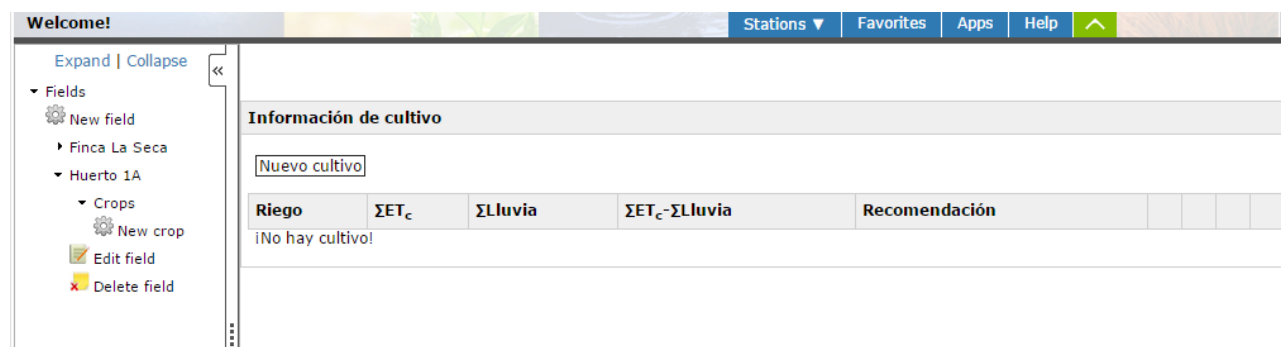 Welcome!
Stations ▼ Favorites Apps Help
Expand | Collapse
«
Fields
New field
Finca La Seca
Huerto 1A
Crops
New crop
Edit field
Delete field
Información de cultivo
Nuevo cultivo
Riego ΣETc ΣLluvia ΣETc-ΣLluvia Recomendación
¡No hay cultivo!